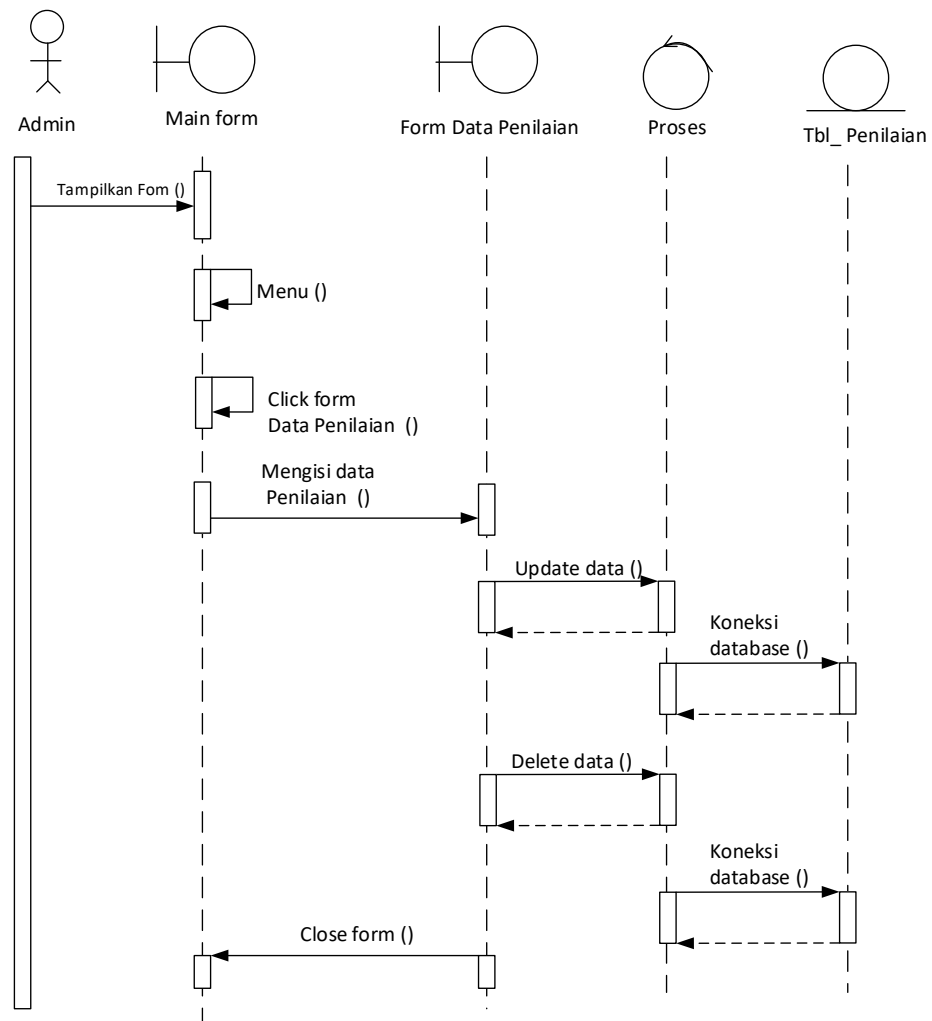 Admin
Main form
Form Data Penilaian
Proses
Tbl_ Penilaian
Tampilkan Fom ()
Menu ()
Click form
Data Penilaian ()
Mengisi data
Penilaian ()
Update data ()
Koneksi
database ()
Delete data ()
Koneksi
database ()
Close form ()